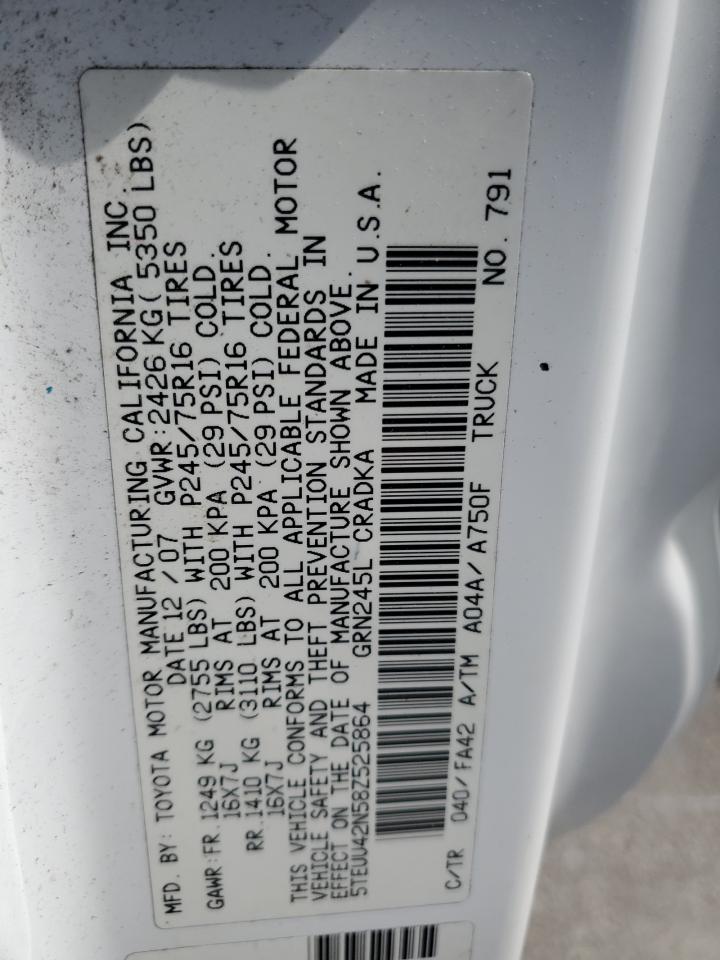 MFD. BY: TOYOTA MOTOR MANUFACTURING CALIFORNIA INC.
DATE 12 / 07 GVWR: 2426 KG( 5350 LBS)
GAWR: FR. 1249 KG (2755 LBS) WITH P245/75R16 TIRES
16X7J RIMS AT 200 KPA (29 PSI) COLD.
RR. 1410 KG (3110 LBS) WITH P245/75R16 TIRES
16X7J RIMS AT 200 KPA (29 PSI) COLD.
THIS VEHICLE CONFORMS TO ALL APPLICABLE FEDERAL MOTOR
VEHICLE SAFETY AND THEFT PREVENTION STANDARDS IN
EFFECT ON THE DATE OF MANUFACTURE SHOWN ABOVE.
5TEUU42N58Z525864 GRN245L CRADKA MADE IN U.S.A.
C/TR 040/FA42 A/TM A04A/A750F TRUCK NO. 791